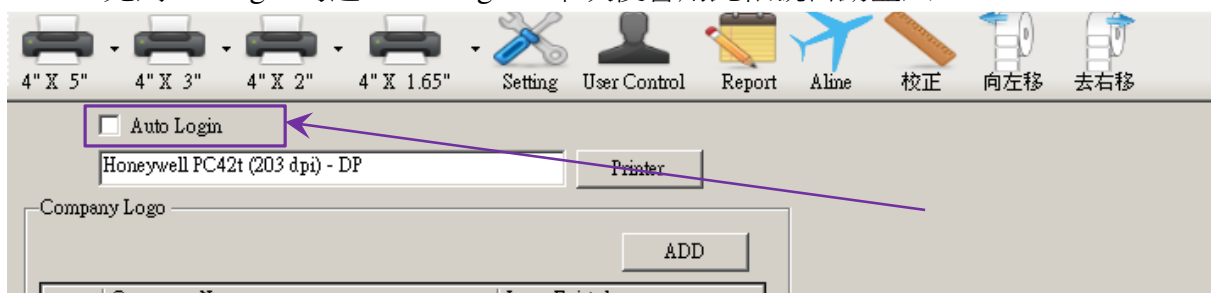 4" X 5" 4" X 3" 4" X 2" 4" X 1.65" Setting User Control Report Aline 校正 向左移 去右移
Auto Login
Honeywell PC42t (203 dpi) - DP Printer
Company Logo
ADD